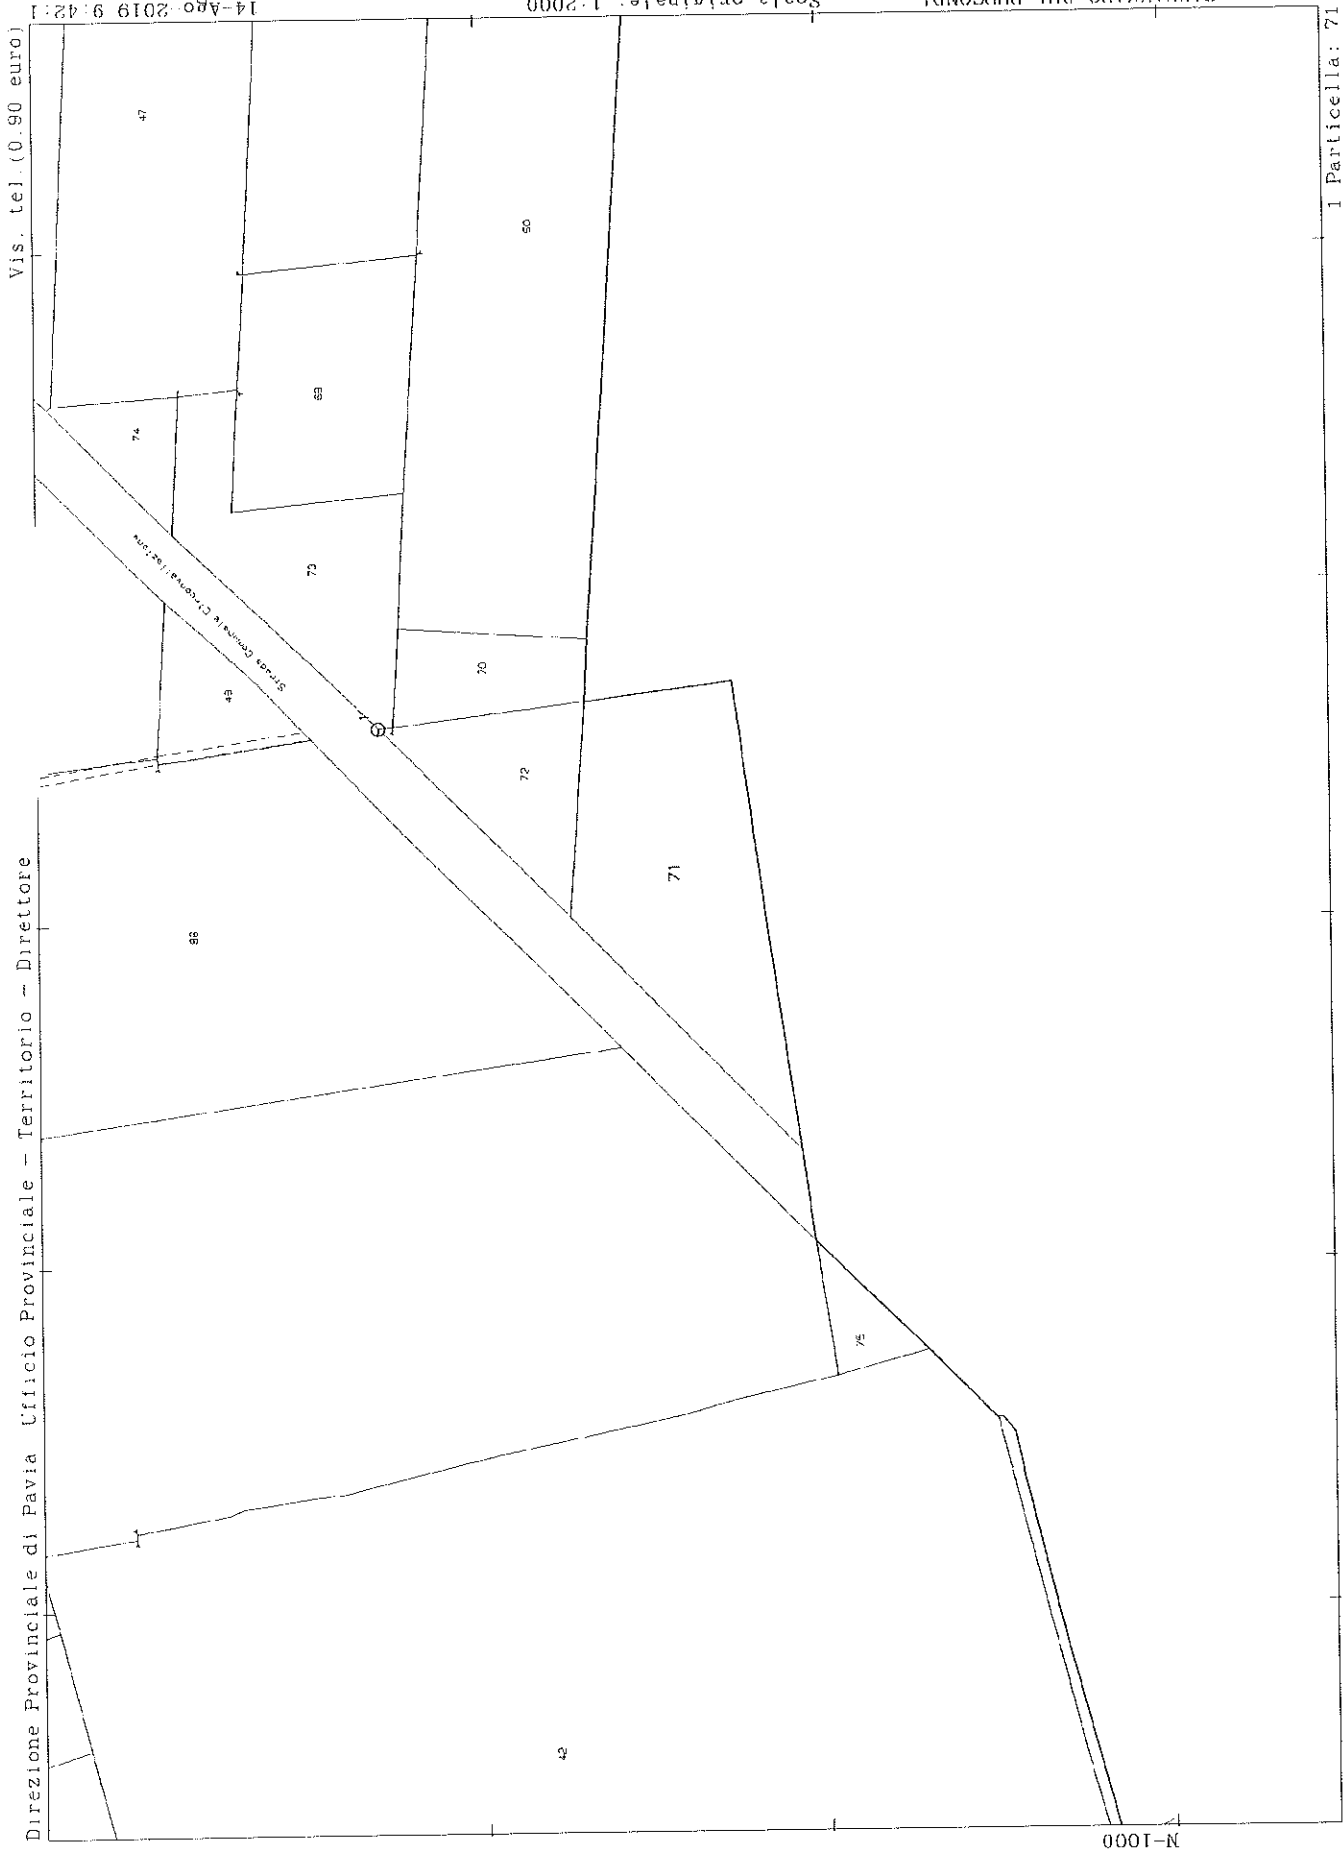 Direzione Provinciale di Pavia Ufficio Provinciale - Territorio - Direttore
Vis. tel. (0.90 euro)
47
74
69
60
73
Strada Comunale Circonvallazione
49
70
72
71
75
42
N-1000
Scala originale: 1:2000
14-Ago-2019 9:42:1
1 Particella: 71